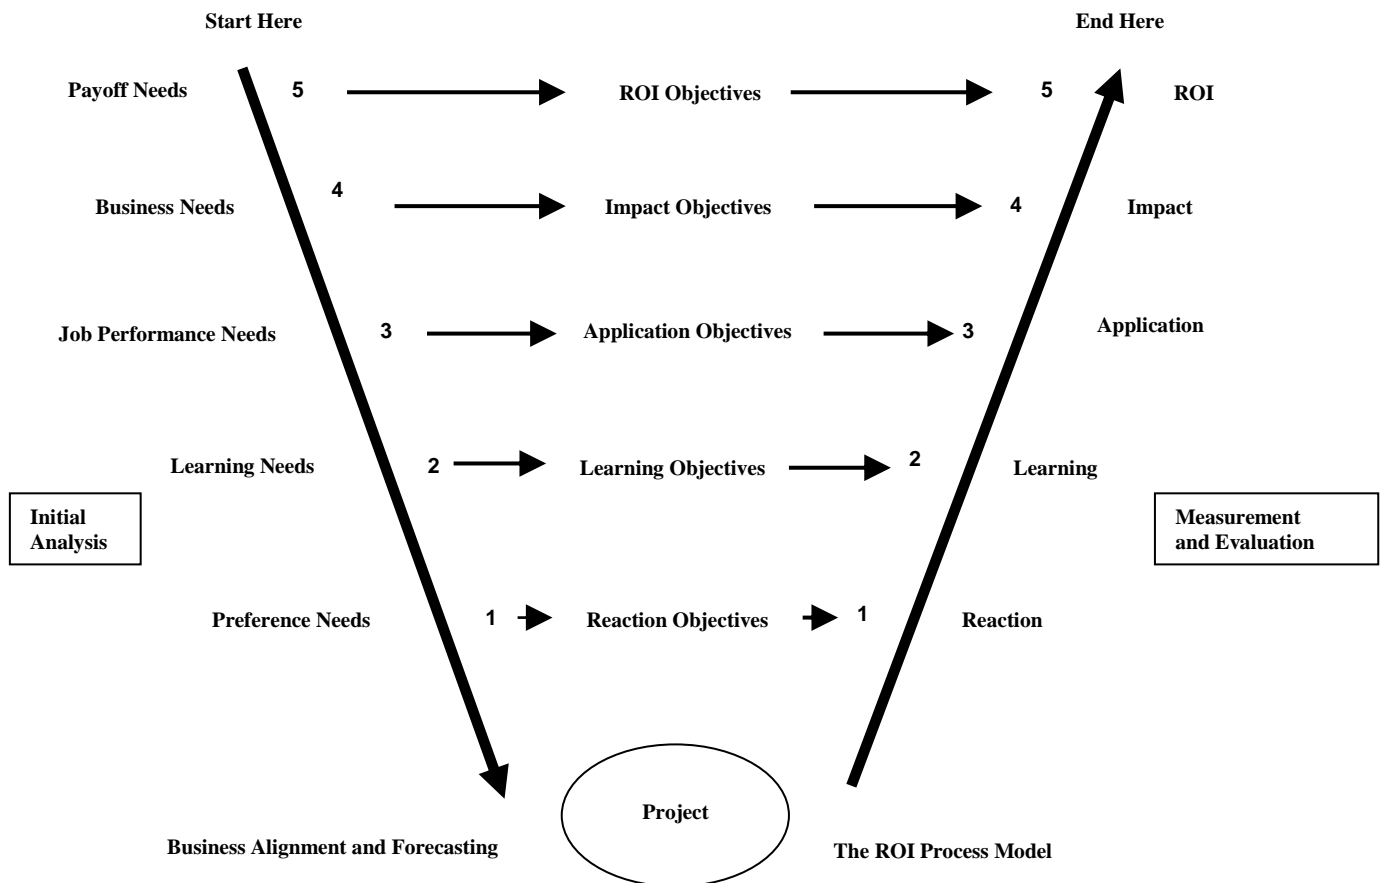 Start Here
End Here
Payoff Needs
5
ROI Objectives
5
ROI
4
Business Needs
Impact Objectives
4
Impact
Job Performance Needs
3
Application Objectives
3
Application
Learning Needs
2
Learning Objectives
2
Learning
Initial
Analysis
Measurement
and Evaluation
Preference Needs
1
Reaction Objectives
1
Reaction
Project
Business Alignment and Forecasting
The ROI Process Model